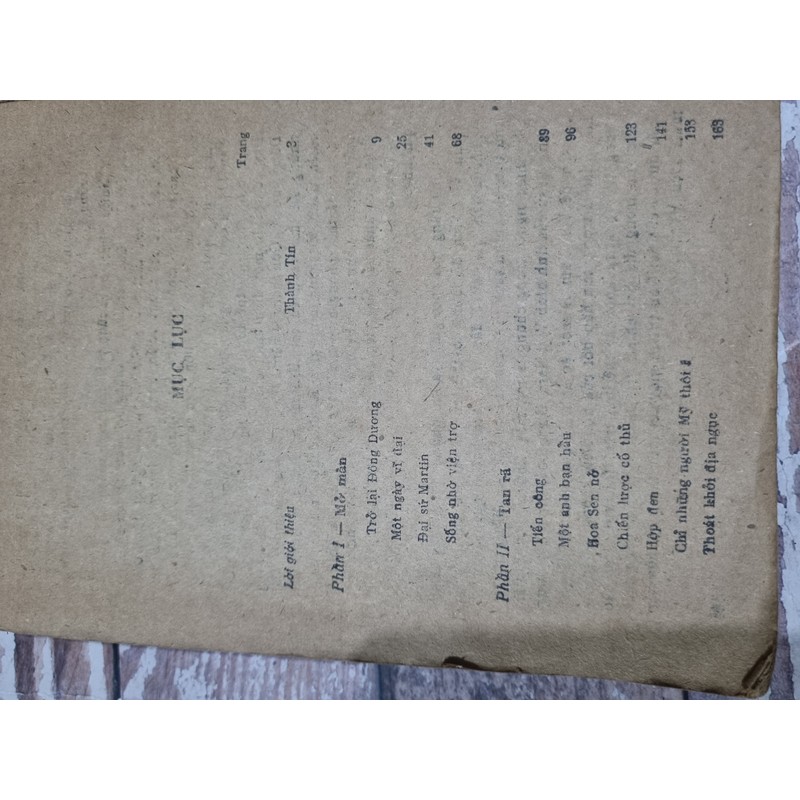 MỤC LỤC
Trang
Lời giới thiệu Thành Tín
Phần I — Mở màn
Trở lại Đông Dương 9
Một ngày vĩ đại 25
Đại sứ Martin 41
Sống nhờ viện trợ 68
Phần II — Tan rã
Tiến công 89
Một anh bạn hầu 96
Hoa Sen nở
Chiến lược cố thủ 123
Hộp đen 141
Chỉ những người Mỹ thôi 158
Thoát khỏi địa ngục 163